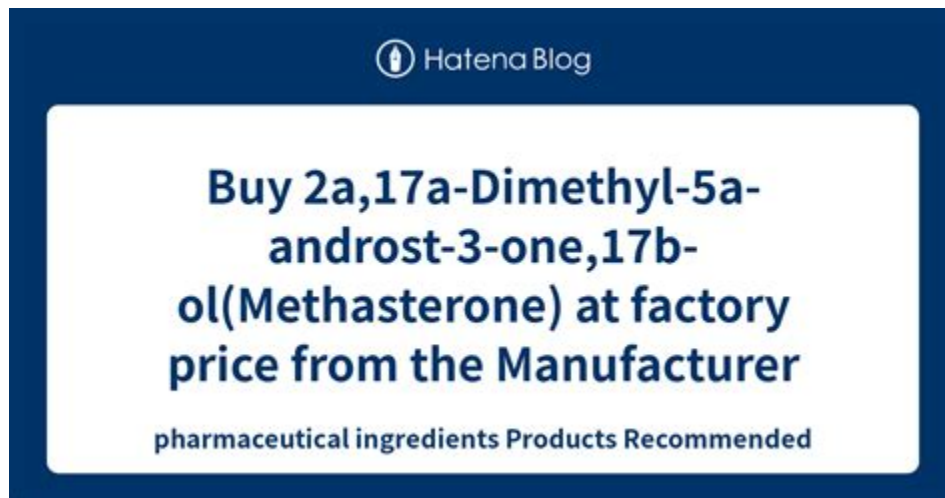 Hatena Blog
Buy 2a,17a-Dimethyl-5a-
androst-3-one,17b-
ol(Methasterone) at factory
price from the Manufacturer
pharmaceutical ingredients Products Recommended